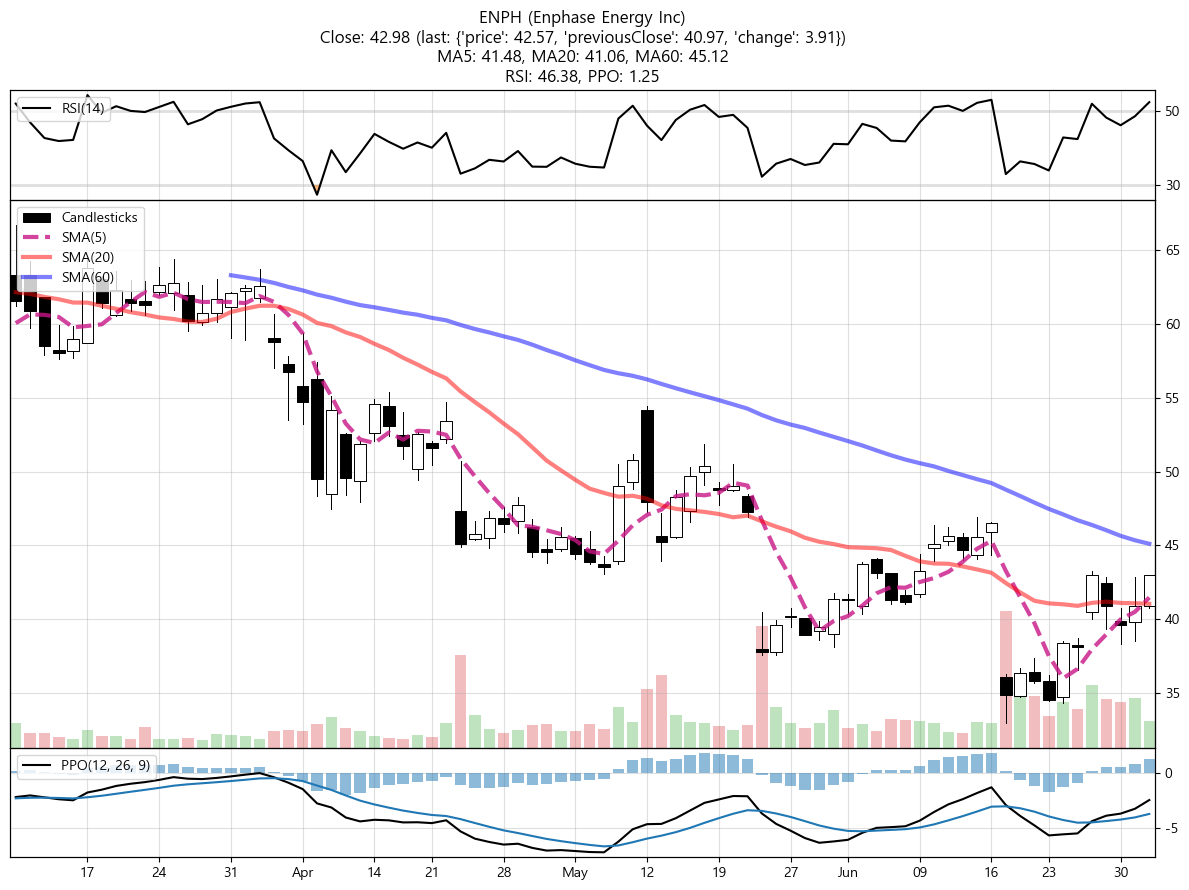 ENPH (Enphase Energy Inc)
Close: 42.98 (last: {'price': 42.57, 'previousClose': 40.97, 'change': 3.91})
MA5: 41.48, MA20: 41.06, MA60: 45.12
RSI: 46.38, PPO: 1.25
RSI(14)
50
30
Candlesticks
SMA(5)
SMA(20)
SMA(60)
65
60
55
50
45
40
35
PPO(12, 26, 9)
0
-5
17 24 31 Apr 14 21 28 May 12 19 27 Jun 09 16 23 30